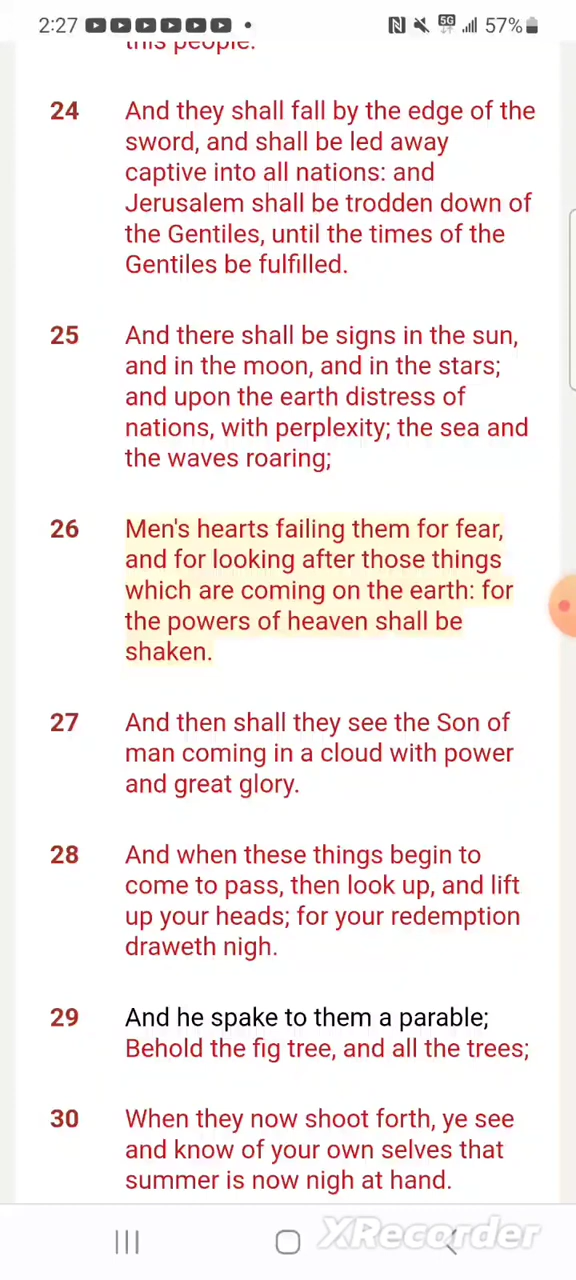 2:27 57%
this people.
24 And they shall fall by the edge of the
sword, and shall be led away
captive into all nations: and
Jerusalem shall be trodden down of
the Gentiles, until the times of the
Gentiles be fulfilled.
25 And there shall be signs in the sun,
and in the moon, and in the stars;
and upon the earth distress of
nations, with perplexity; the sea and
the waves roaring;
26 Men's hearts failing them for fear,
and for looking after those things
which are coming on the earth: for
the powers of heaven shall be
shaken.
27 And then shall they see the Son of
man coming in a cloud with power
and great glory.
28 And when these things begin to
come to pass, then look up, and lift
up your heads; for your redemption
draweth nigh.
29 And he spake to them a parable;
Behold the fig tree, and all the trees;
30 When they now shoot forth, ye see
and know of your own selves that
summer is now nigh at hand.
XRecorder